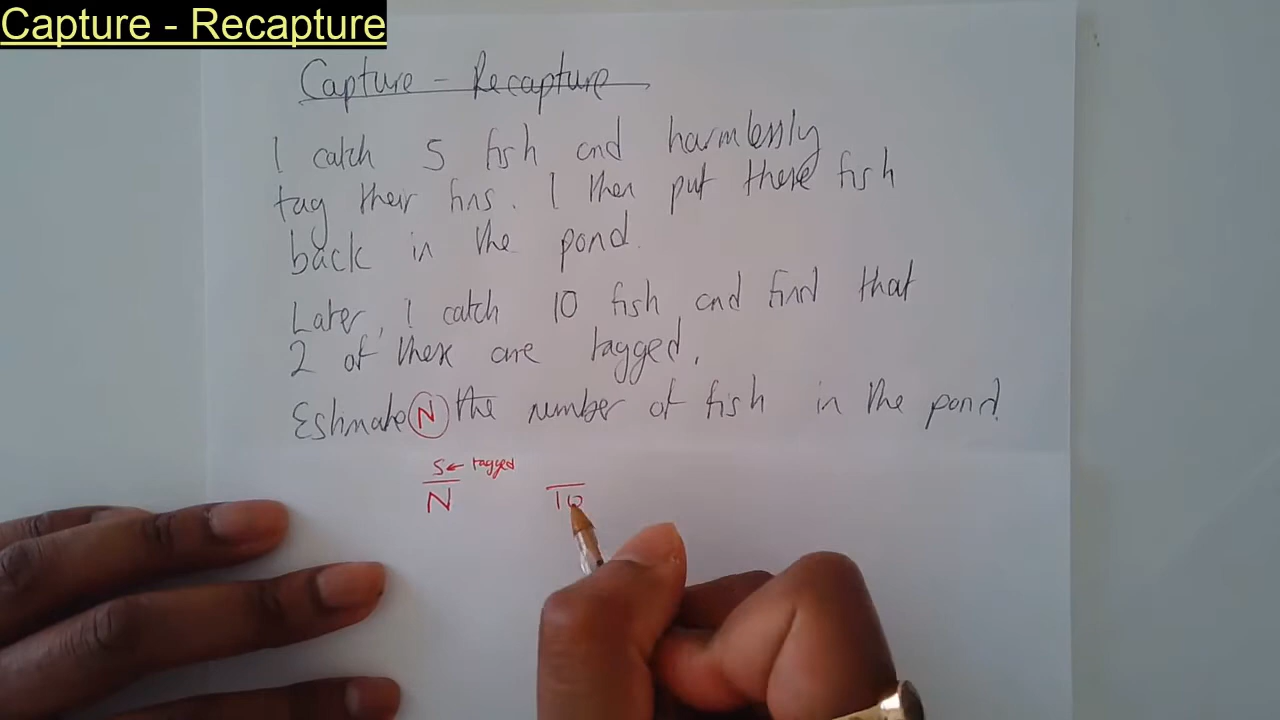 Capture - Recapture
Capture - Recapture
I catch 5 fish and harmlessly
tag their fins. I then put these fish
back in the pond.
Later, I catch 10 fish and find that
2 of these are tagged.
Estimate N the number of fish in the pond.
5 ← tagged
N 10